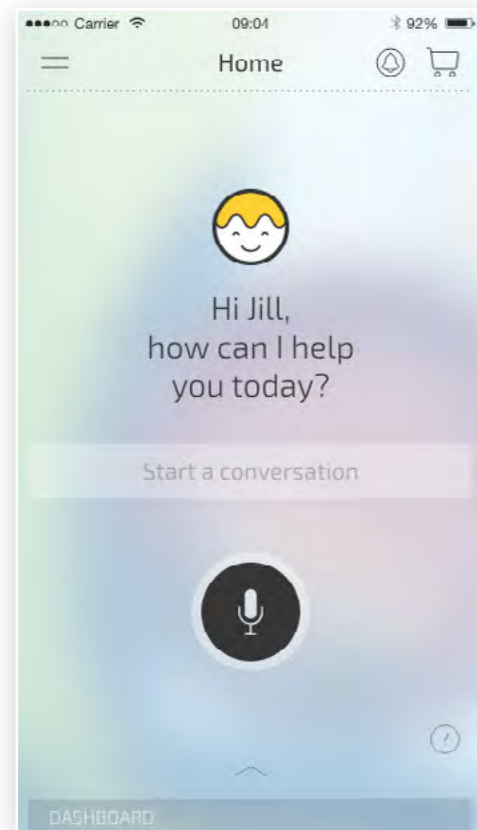 Carrier 09:04 92%
Home
Hi Jill,
how can I help
you today?
Start a conversation
DASHBOARD